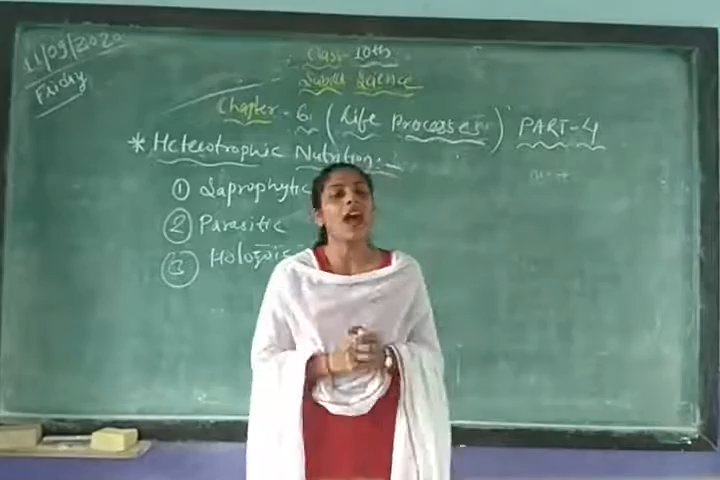 11/09/2020
Friday
Class - 10th
Subject Science
Chapter - 6. (Life Processes) PART-4
* Heterotrophic Nutrition. -
① Saprophytic
② Parasitic
③ Holozoic